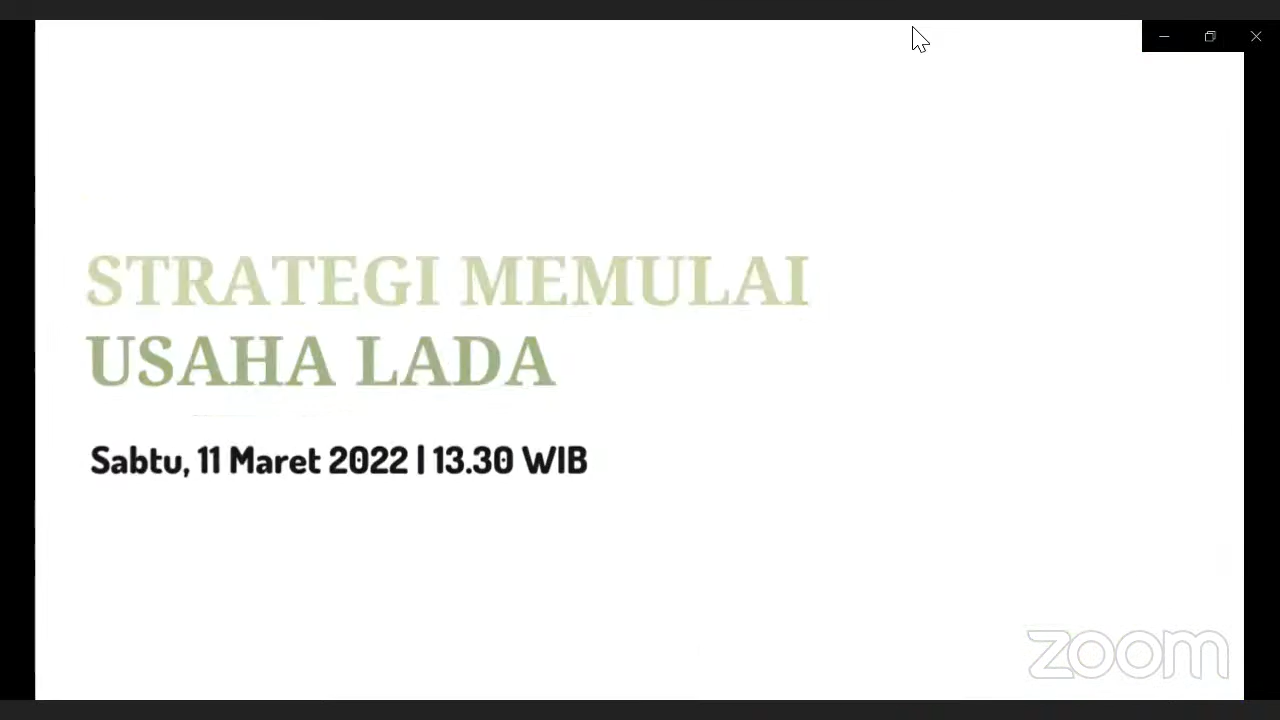 STRATEGI MEMULAI
USAHA LADA
Sabtu, 11 Maret 2022 | 13.30 WIB
zoom